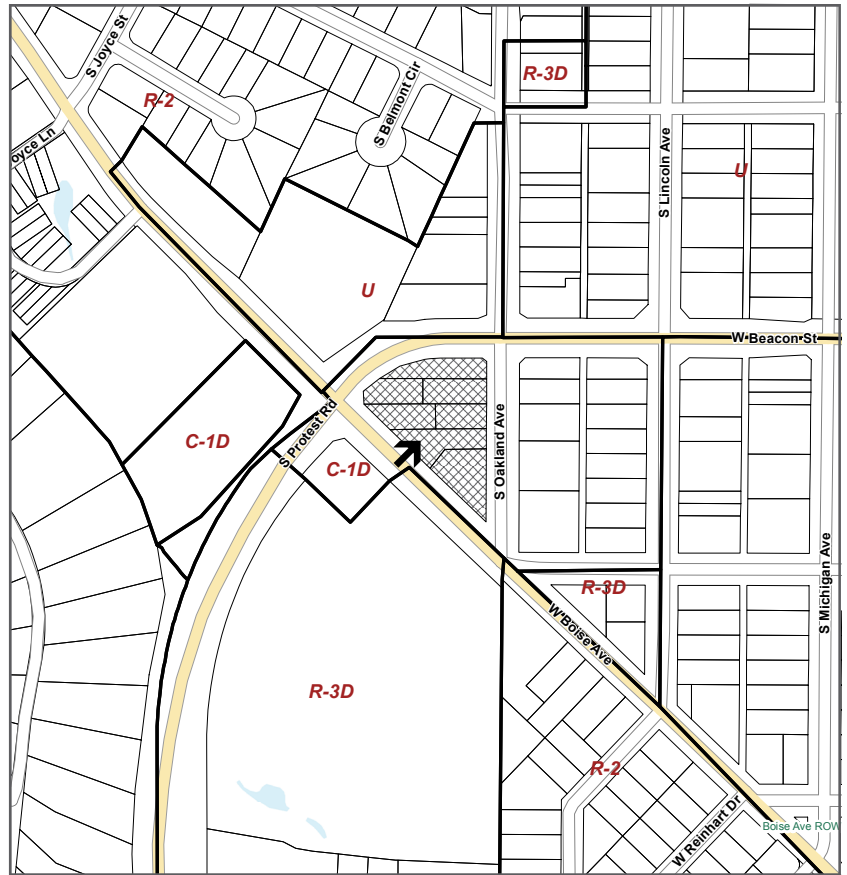 S Joyce St
R-2
S Belmont Cir
R-3D
oyce Ln
S Lincoln Ave
U
U
W Beacon St
S Protest Rd
C-1D
C-1D
S Oakland Ave
S Michigan Ave
R-3D
W Boise Ave
R-3D
R-2
W Reinhart Dr
Boise Ave ROW